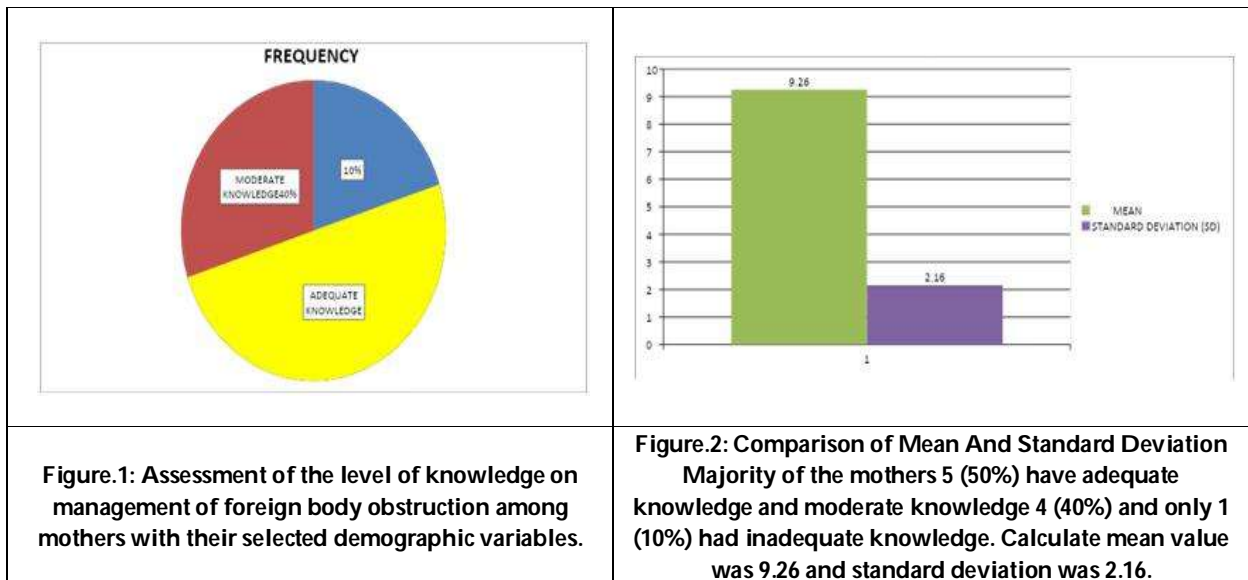 FREQUENCY
10%
MODERATE
KNOWLEDGE40%
ADEQUATE
KNOWLEDGE
10
9
8
7
6
5
4
3
2
1
0
9.26
2.16
1
MEAN
STANDARD DEVIATION (SD)
Figure.1: Assessment of the level of knowledge on
management of foreign body obstruction among
mothers with their selected demographic variables.
Figure.2: Comparison of Mean And Standard Deviation
Majority of the mothers 5 (50%) have adequate
knowledge and moderate knowledge 4 (40%) and only 1
(10%) had inadequate knowledge. Calculate mean value
was 9.26 and standard deviation was 2.16.